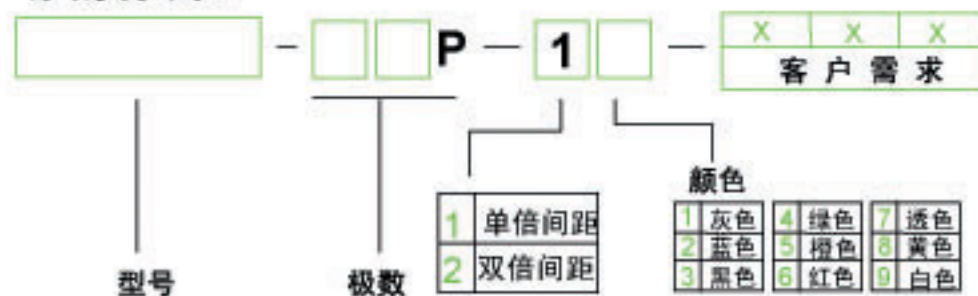 - P - 1 - X X X
客户需求
颜色
1 单倍间距
2 双倍间距
1 灰色 4 绿色 7 透色
2 蓝色 5 橙色 8 黄色
3 黑色 6 红色 9 白色
型号 极数